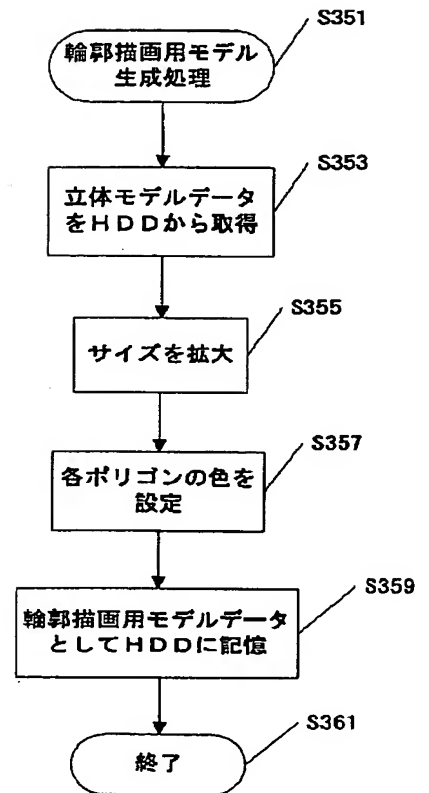 S351
輪郭描画用モデル
生成処理
S353
立体モデルデータ
をHDDから取得
S355
サイズを拡大
S357
各ポリゴンの色を
設定
S359
輪郭描画用モデルデータ
としてHDDに記憶
S361
終了